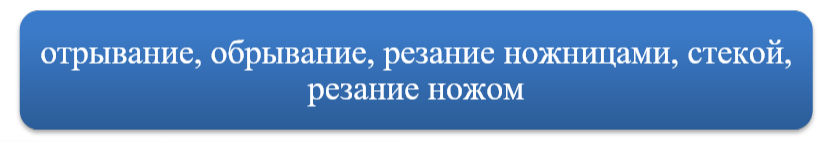 отрывание, обрывание, резание ножницами, стекой,
резание ножом